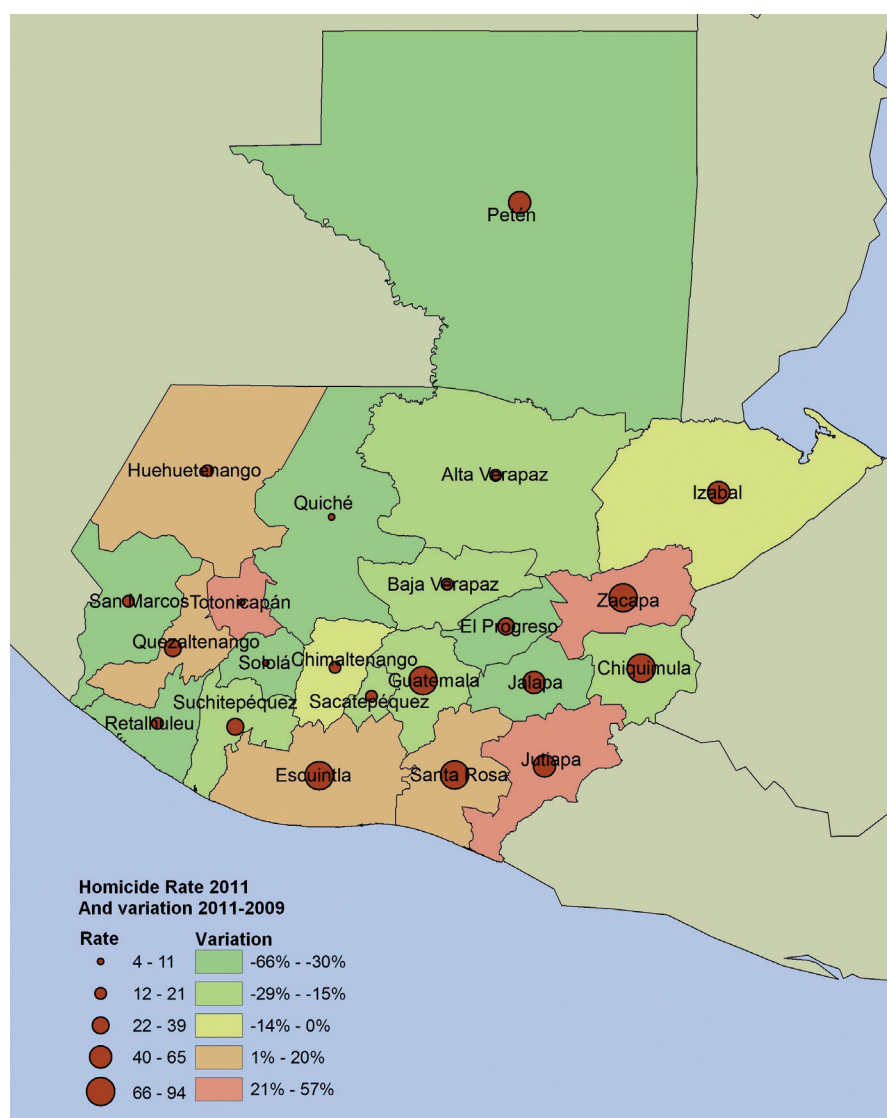 Petén
Huehuetenango
Alta Verapaz
Izabal
Quiché
Baja Verapaz
San Marcos
Totonicapán
Zacapa
El Progreso
Quezaltenango
Sololá
Chimaltenango
Chiquimula
Guatemala
Jalapa
Sacatepéquez
Suchitepéquez
Retalhuleu
Jutiapa
Escuintla
Santa Rosa
Homicide Rate 2011
And variation 2011-2009
Rate Variation
4 - 11 -66% - -30%
12 - 21 -29% - -15%
22 - 39 -14% - 0%
40 - 65 1% - 20%
66 - 94 21% - 57%